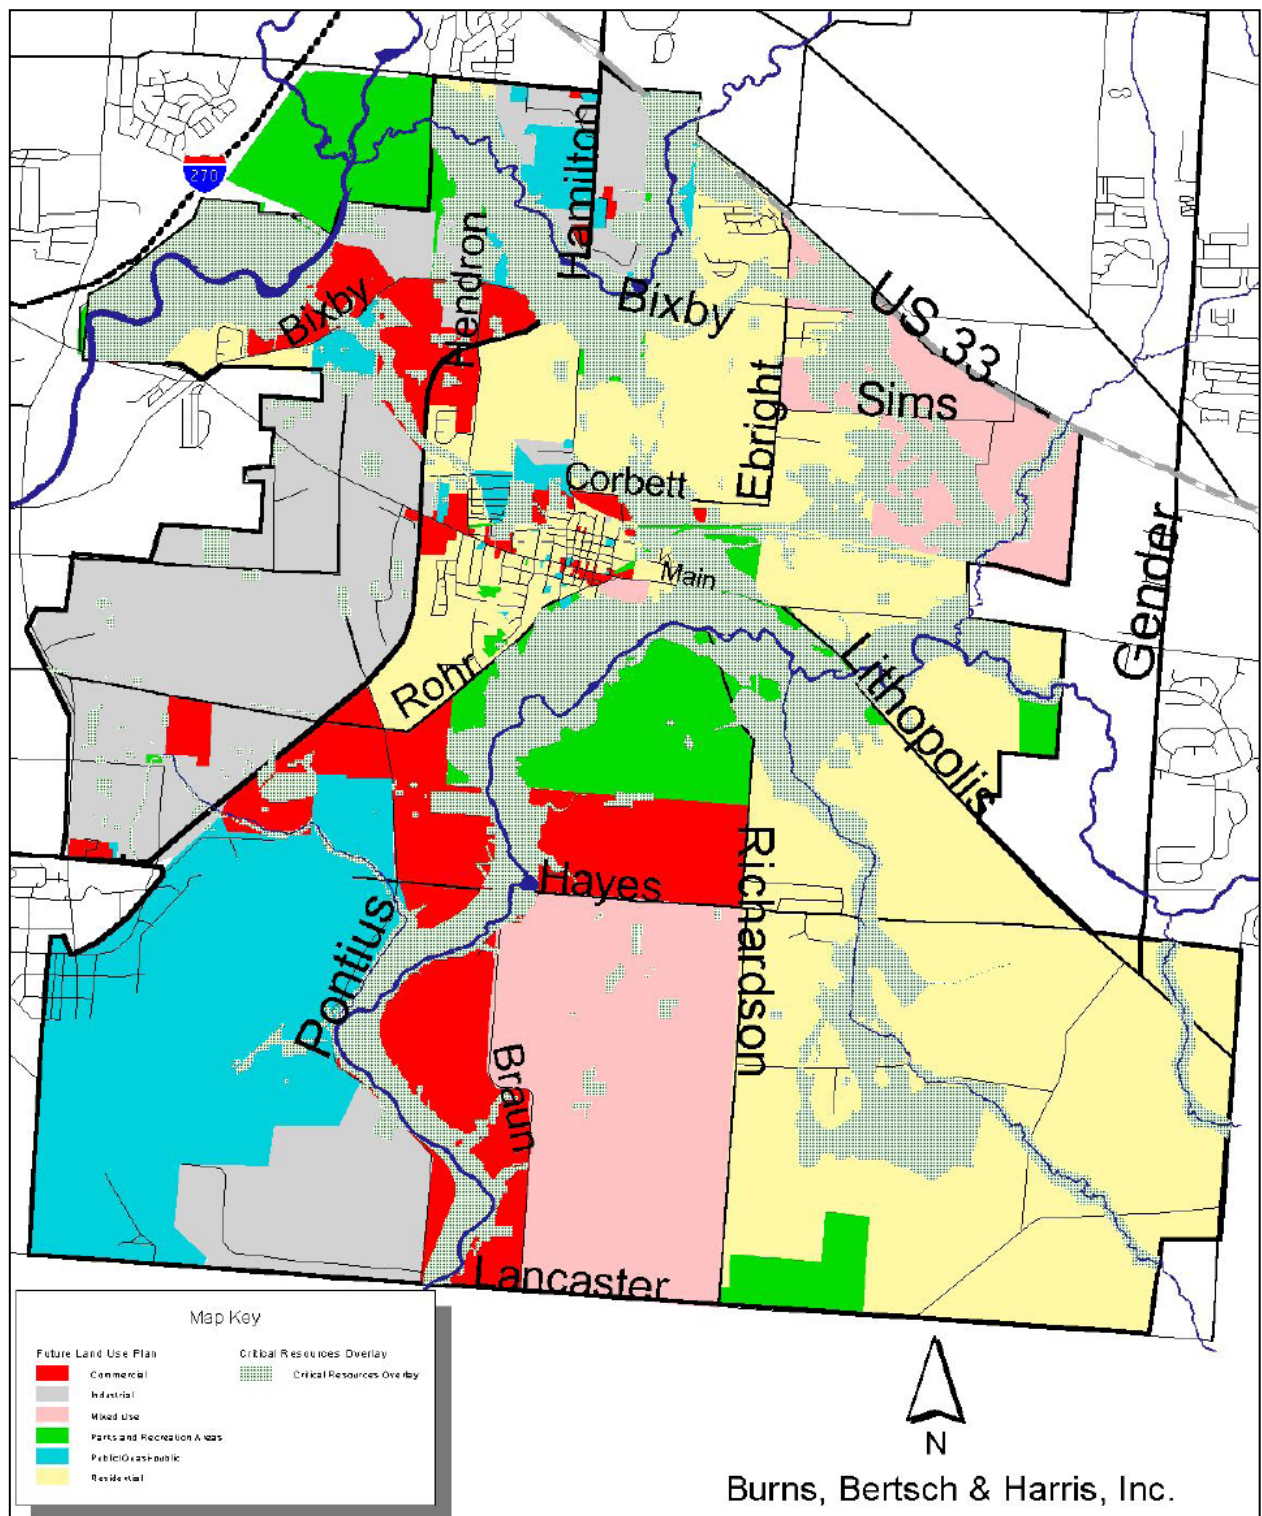 270
Hamilton
Hendron
Bixby
Bixby
US 33
Sims
Ebright
Corbett
Main
Gender
Rohr
Lithopolis
Hayes
Richardson
Pontius
Braun
Lancaster
Map Key
Future Land Use Plan
Commercial
Industrial
Mixed Use
Parks and Recreation Areas
Public/Quasi-public
Residential
Critical Resources Overlay
Critical Resources Overlay
N
Burns, Bertsch & Harris, Inc.